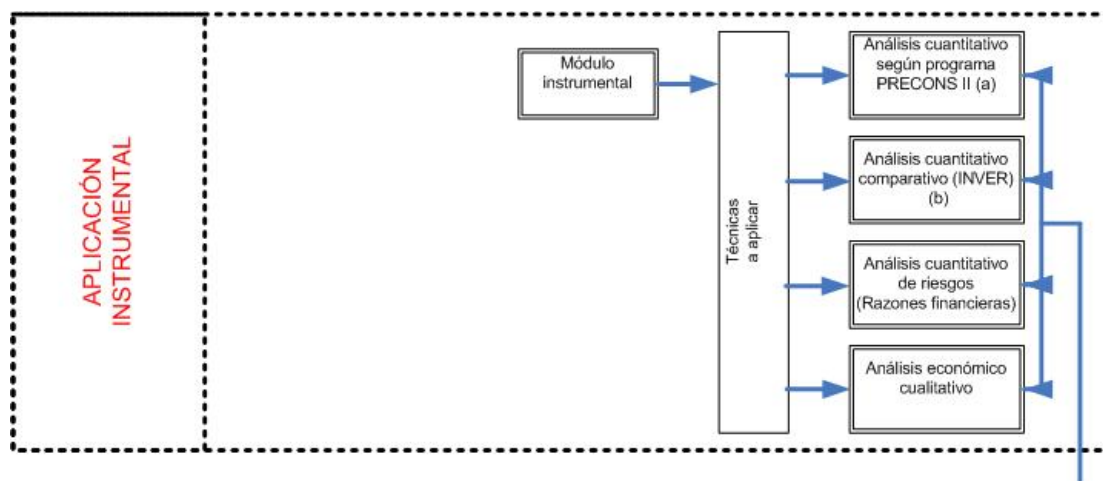 APLICACIÓN
INSTRUMENTAL
Módulo
instrumental
Técnicas
a aplicar
Análisis cuantitativo
según programa
PRECONS II (a)
Análisis cuantitativo
comparativo (INVER)
(b)
Análisis cuantitativo
de riesgos
(Razones financieras)
Análisis económico
cualitativo